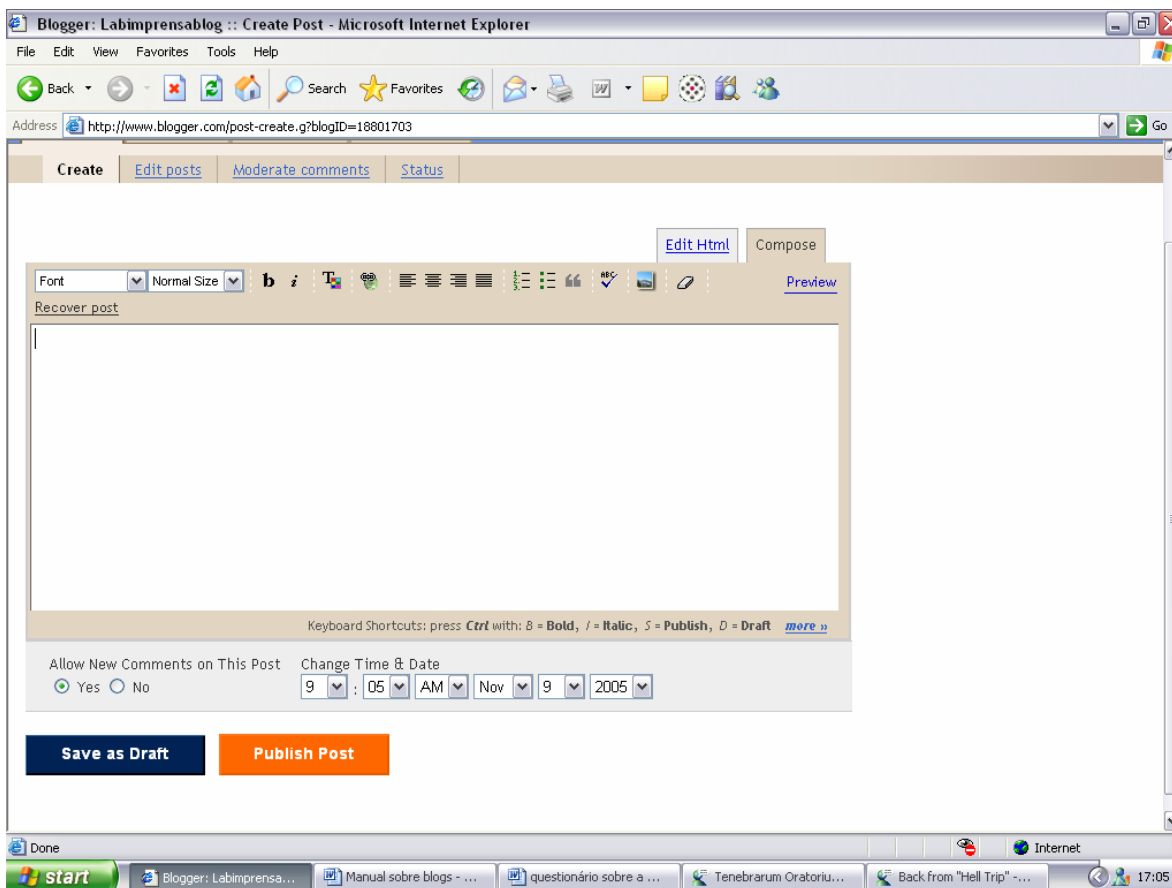 Blogger: Labimprensablog :: Create Post - Microsoft Internet Explorer
File Edit View Favorites Tools Help
Back Search Favorites
Address http://www.blogger.com/post-create.g?blogID=18801703 Go
Create Edit posts Moderate comments Status
Edit Html Compose
Font Normal Size b i T ABC Preview
Recover post
Keyboard Shortcuts: press Ctrl with: B = Bold, I = Italic, S = Publish, D = Draft more »
Allow New Comments on This Post Change Time & Date
Yes No 9 : 05 AM Nov 9 2005
Save as Draft Publish Post
Done Internet
start Blogger: Labimprensa... Manual sobre blogs - ... questionário sobre a ... Tenebrarum Oratoriu... Back from "Hell Trip" -... 17:05